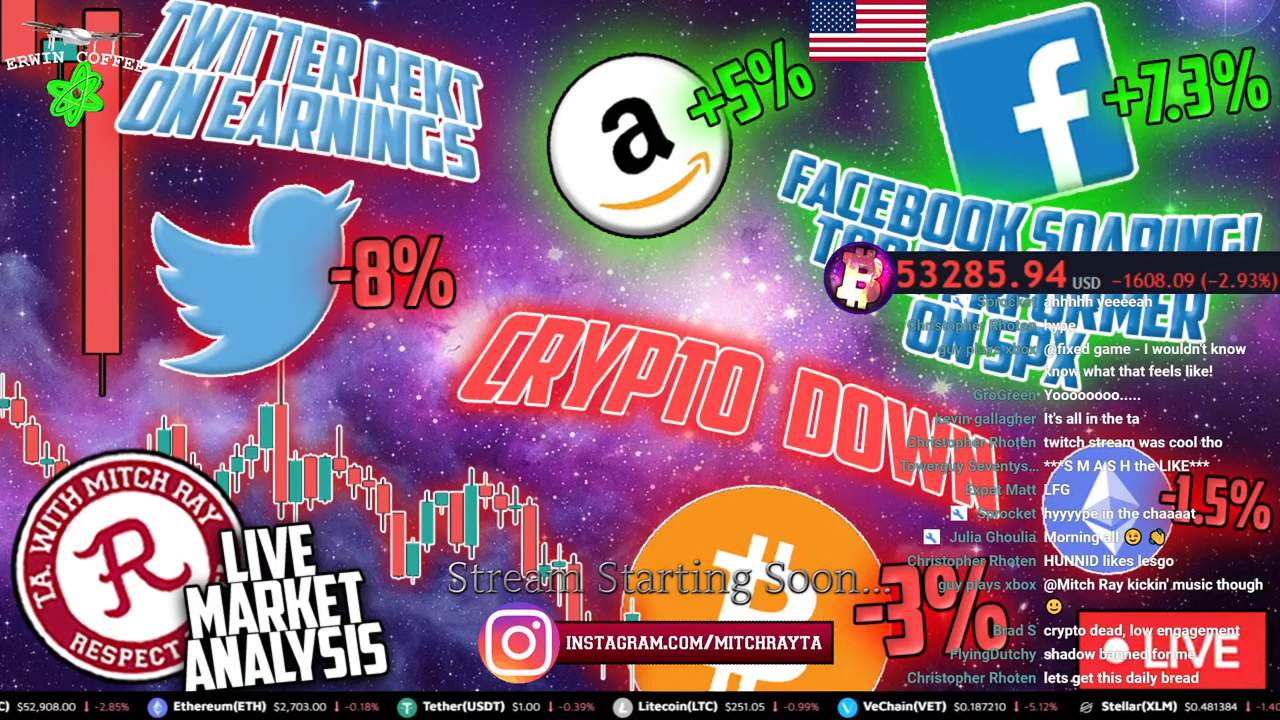 ERWIN COFFEE
TWITTER REKT
ON EARNINGS
-8%
a
+5%
f
+7.3%
FACEBOOK SOARING!
ON SPX
53285.94 USD -1608.09 (-2.93%)
CRYPTO DOWN
Sprocket ahhhhh yeeeeah
Christopher Rhoten hype
guy plays xbox @fixed game - I wouldn't know
know what that feels like!
GroGreen Yoooooooo.....
kevin gallagher It's all in the ta
Christopher Rhoten twitch stream was cool tho
Towerguy Seventys... ***S M A S H the LIKE***
Expat Matt LFG
Sprocket hyyyype in the chaaaat
Julia Ghoulia Morning all 😉 👏
Christopher Rhoten HUNNID likes lesgo
guy plays xbox @Mitch Ray kickin' music though
🙂
Brad S crypto dead, low engagement
FlyingDutchy shadow banned for me
Christopher Rhoten lets get this daily bread
-1.5%
-3%
LIVE
T.A. WITH MITCH RAY
R
RESPECT
LIVE
MARKET
ANALYSIS
Stream Starting Soon...
INSTAGRAM.COM/MITCHRAYTA
C) $52,908.00 ↓ -2.85% Ethereum(ETH) $2,703.00 ↓ -0.18% Tether(USDT) $1.00 ↓ -0.39% Litecoin(LTC) $251.05 ↓ -0.99% VeChain(VET) $0.187210 ↓ -5.12% Stellar(XLM) $0.481384 ↓